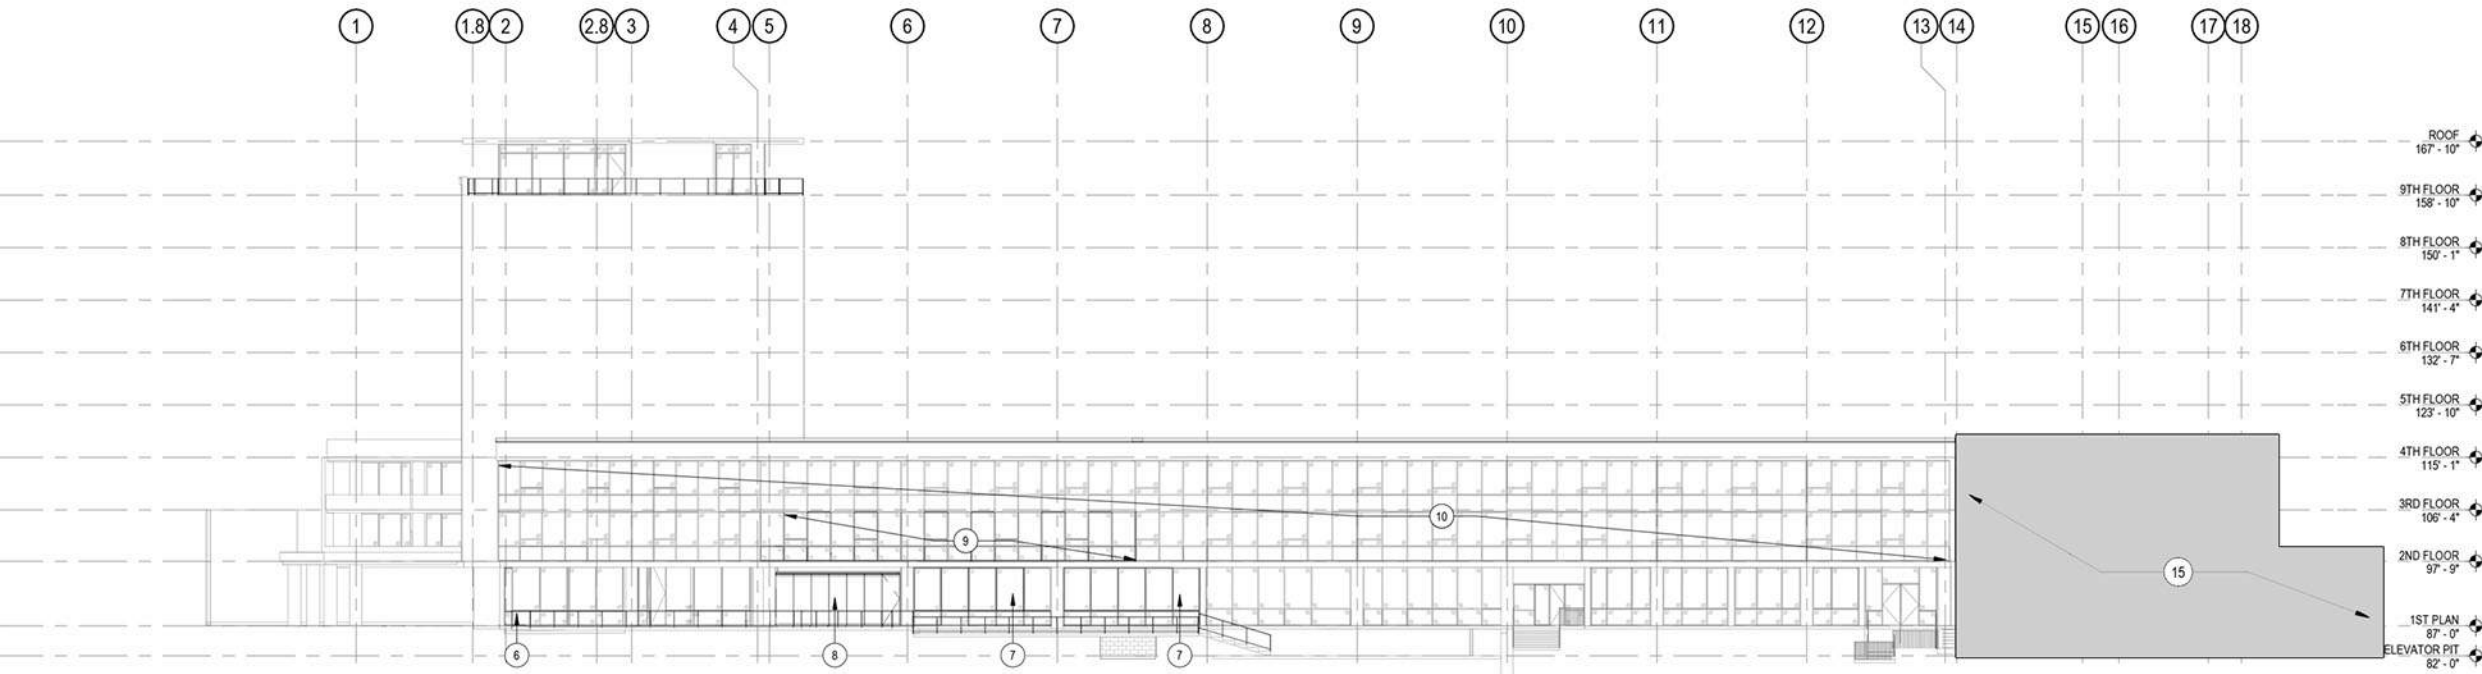 1 1.8 2 2.8 3 4 5 6 7 8 9 10 11 12 13 14 15 16 17 18
ROOF
167' - 10"
9TH FLOOR
158' - 10"
8TH FLOOR
150' - 1"
7TH FLOOR
141' - 4"
6TH FLOOR
132' - 7"
5TH FLOOR
123' - 10"
4TH FLOOR
115' - 1"
3RD FLOOR
106' - 4"
10
9
2ND FLOOR
97' - 9"
15
1ST PLAN
87' - 0"
6 8 7 7
ELEVATOR PIT
82' - 0"